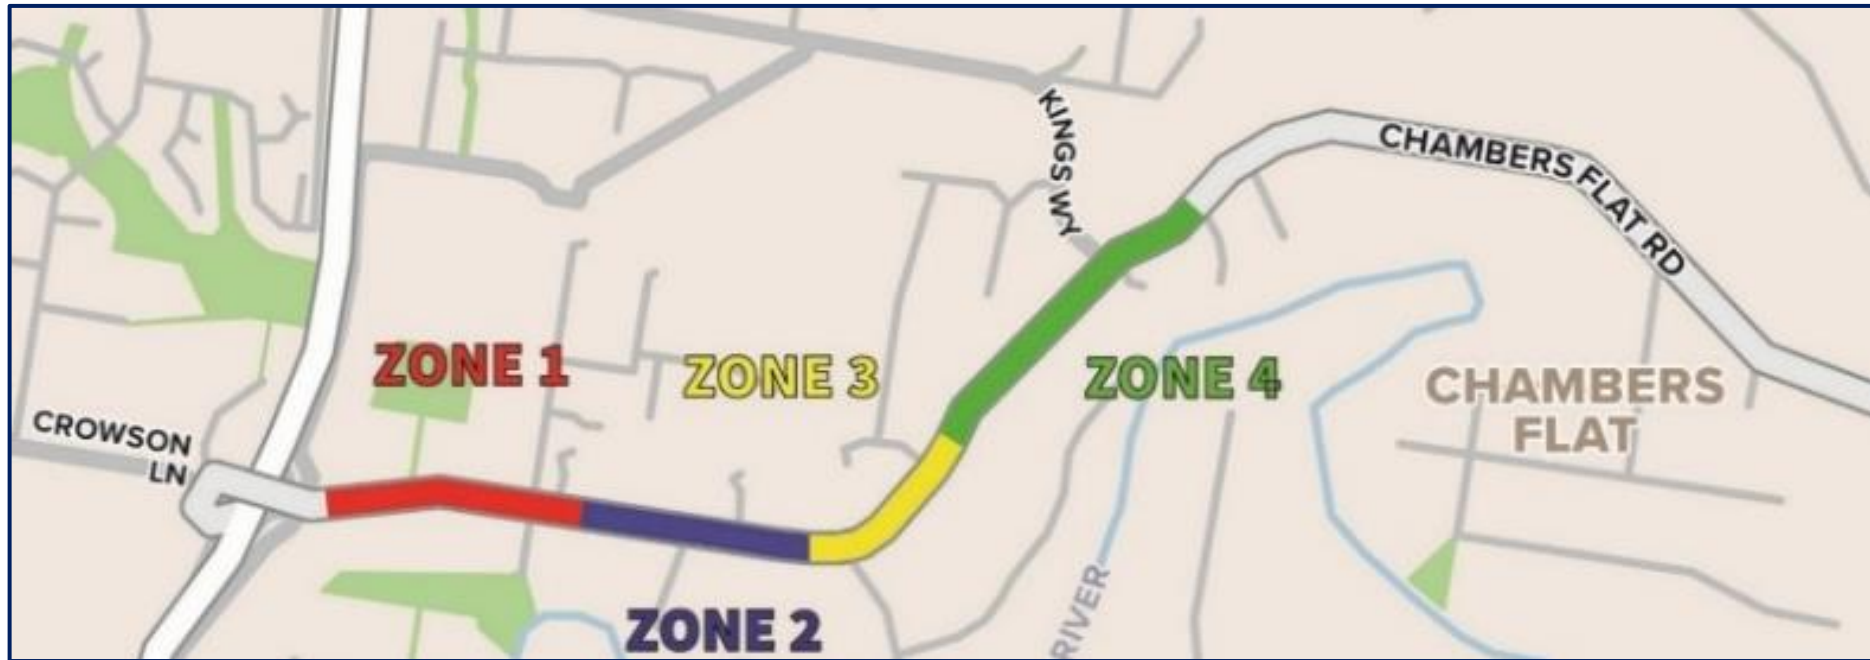 KINGS WY
CHAMBERS FLAT RD
ZONE 1
ZONE 3
ZONE 4
CHAMBERS
FLAT
CROWSON
LN
RIVER
ZONE 2